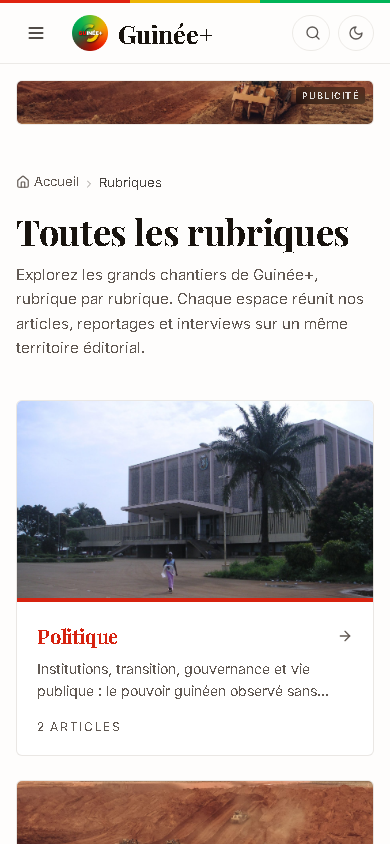 Guinée+
PUBLICITÉ
Accueil > Rubriques
Toutes les rubriques
Explorez les grands chantiers de Guinée+,
rubrique par rubrique. Chaque espace réunit nos
articles, reportages et interviews sur un même
territoire éditorial.
Politique
Institutions, transition, gouvernance et vie
publique : le pouvoir guinéen observé sans...
2 ARTICLES